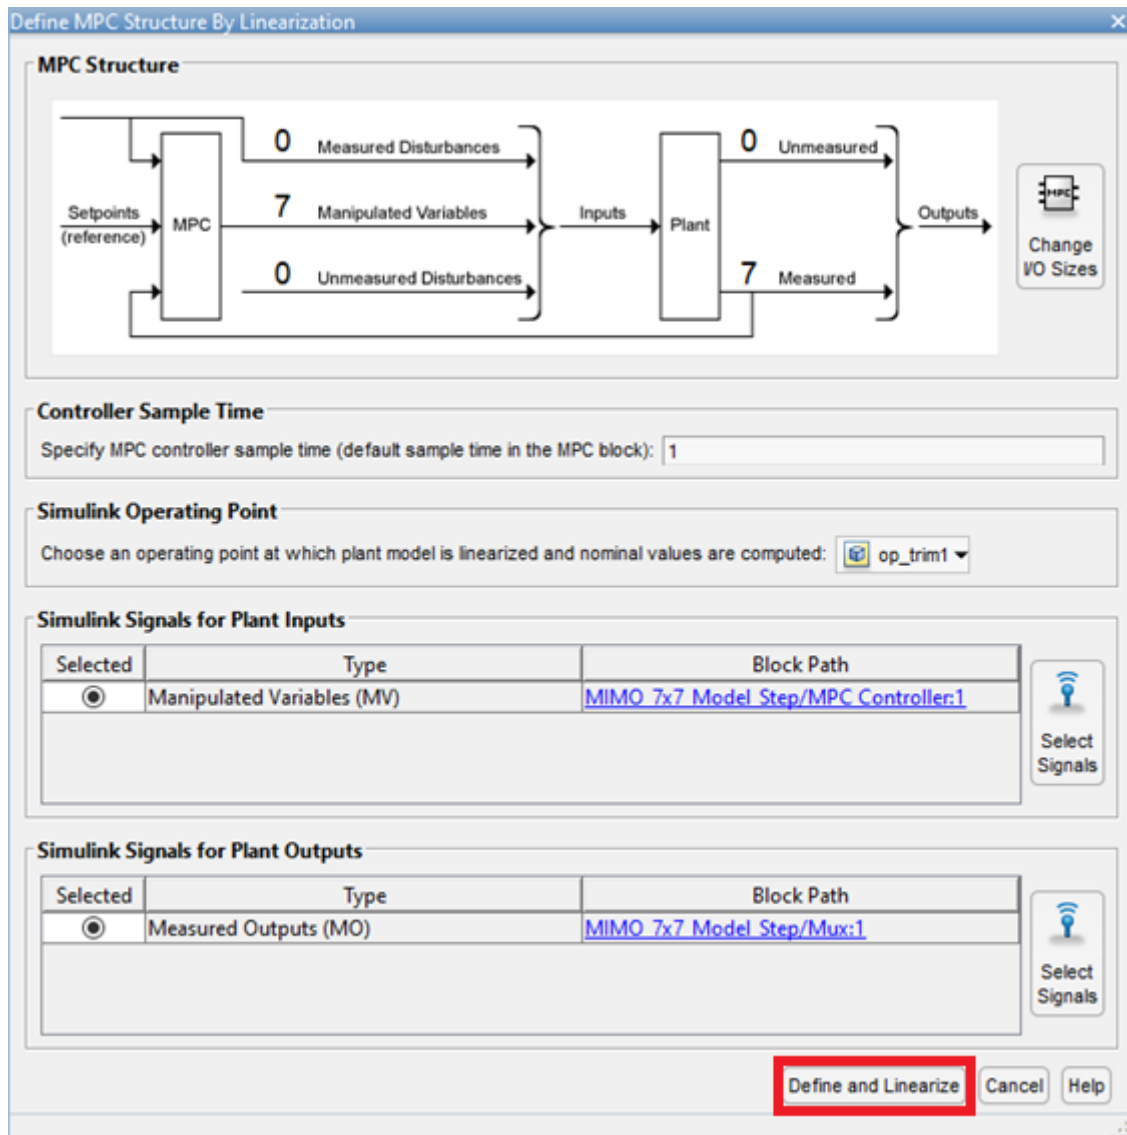 Define MPC Structure By Linearization
MPC Structure
0 Measured Disturbances
0 Unmeasured
Setpoints
(reference)
MPC
7 Manipulated Variables
Inputs
Plant
Outputs
0 Unmeasured Disturbances
7 Measured
MPC
Change
I/O Sizes
Controller Sample Time
Specify MPC controller sample time (default sample time in the MPC block): 1
Simulink Operating Point
Choose an operating point at which plant model is linearized and nominal values are computed: op_trim1
Simulink Signals for Plant Inputs
Selected Type Block Path
Manipulated Variables (MV) MIMO_7x7_Model_Step/MPC Controller:1
Select
Signals
Simulink Signals for Plant Outputs
Selected Type Block Path
Measured Outputs (MO) MIMO_7x7_Model_Step/Mux:1
Select
Signals
Define and Linearize Cancel Help